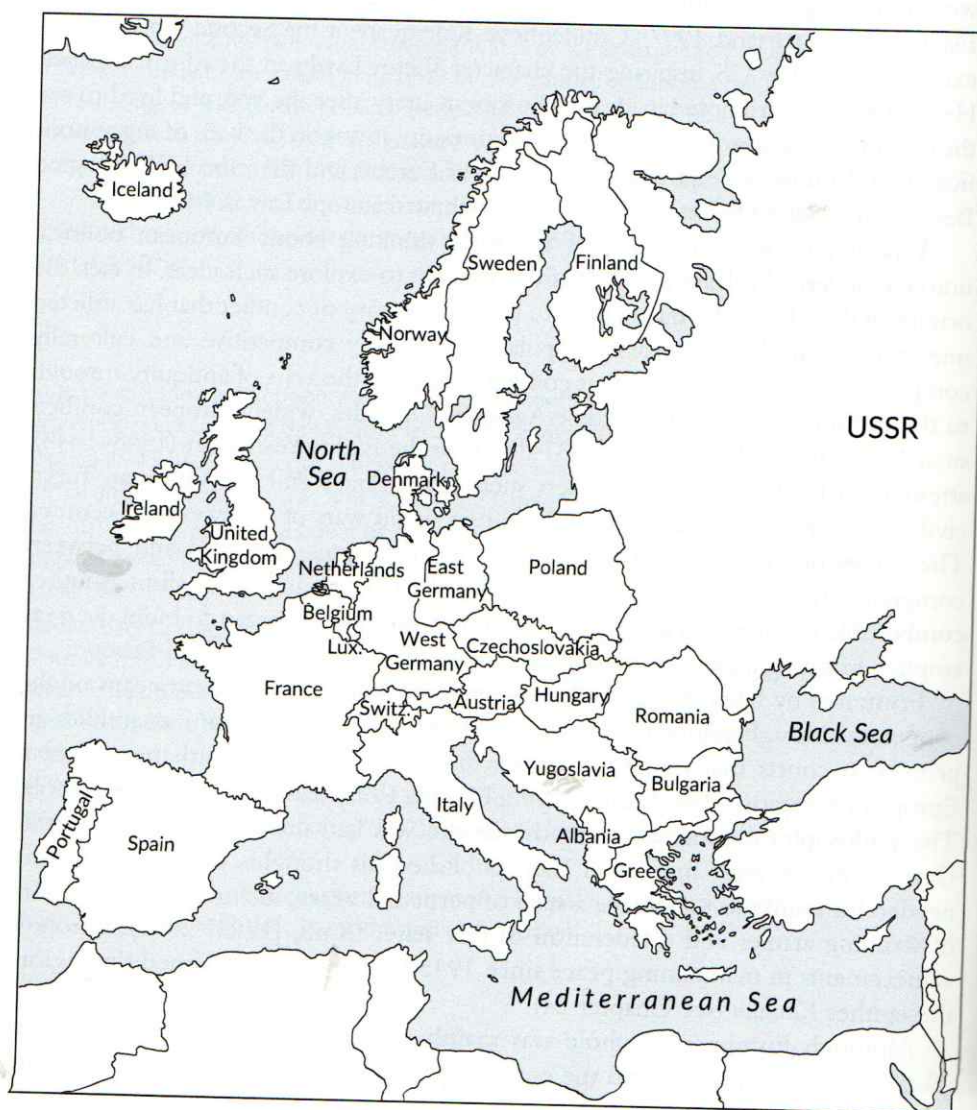 Iceland
Sweden
Finland
Norway
USSR
North
Sea
Denmark
Ireland
United
Kingdom
Netherlands
East
Germany
Poland
Belgium
Lux.
West
Germany
Czechoslovakia
France
Switz
Austria
Hungary
Romania
Black Sea
Yugoslavia
Bulgaria
Italy
Portugal
Spain
Albania
Greece
Mediterranean Sea